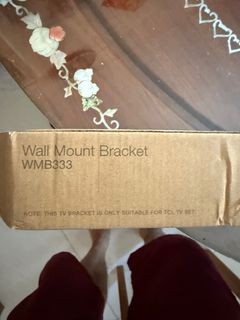 Wall Mount Bracket
WMB333
NOTE: THIS TV BRACKET IS ONLY SUITABLE FOR TCL TV SET.